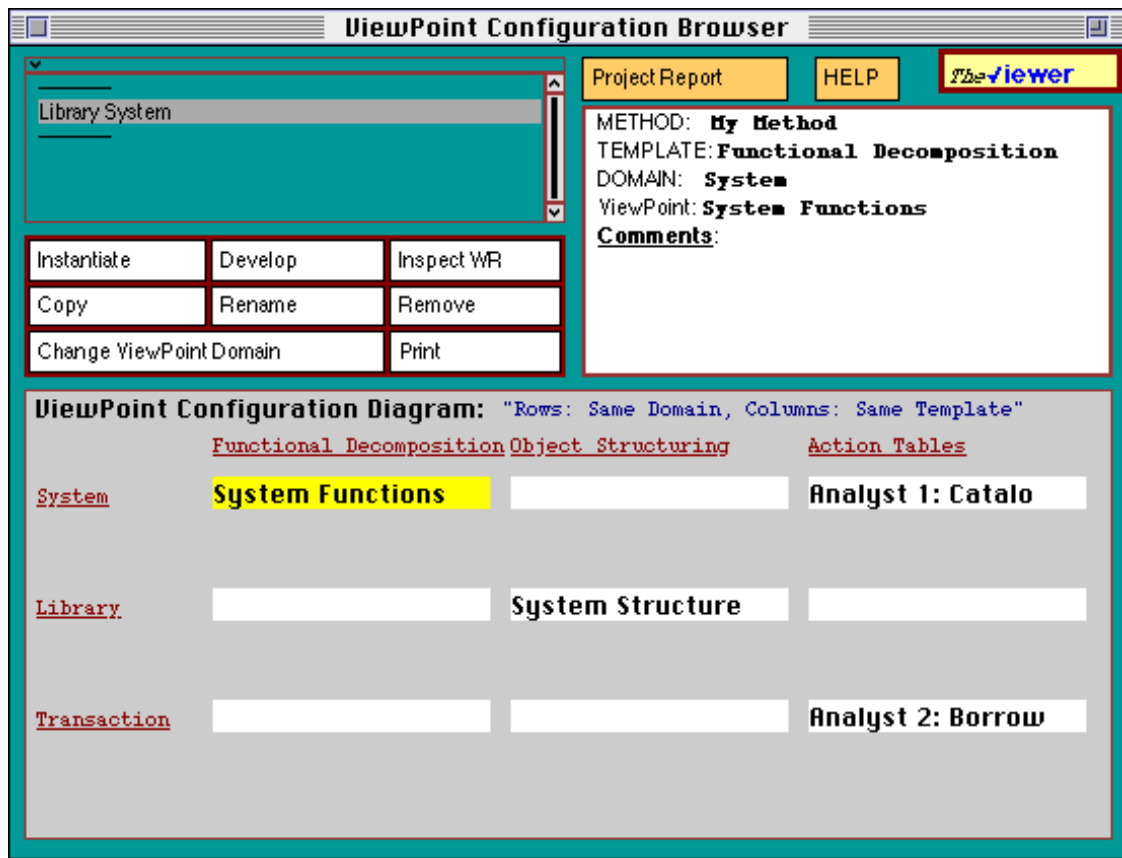 ViewPoint Configuration Browser
Library System
Project Report
HELP
The Viewer
METHOD: My Method
TEMPLATE: Functional Decomposition
DOMAIN: System
ViewPoint: System Functions
Comments:
Instantiate Develop Inspect WR
Copy Rename Remove
Change ViewPoint Domain Print
ViewPoint Configuration Diagram: "Rows: Same Domain, Columns: Same Template"
Functional Decomposition Object Structuring Action Tables
System System Functions Analyst 1: Catalo
Library System Structure
Transaction Analyst 2: Borrow